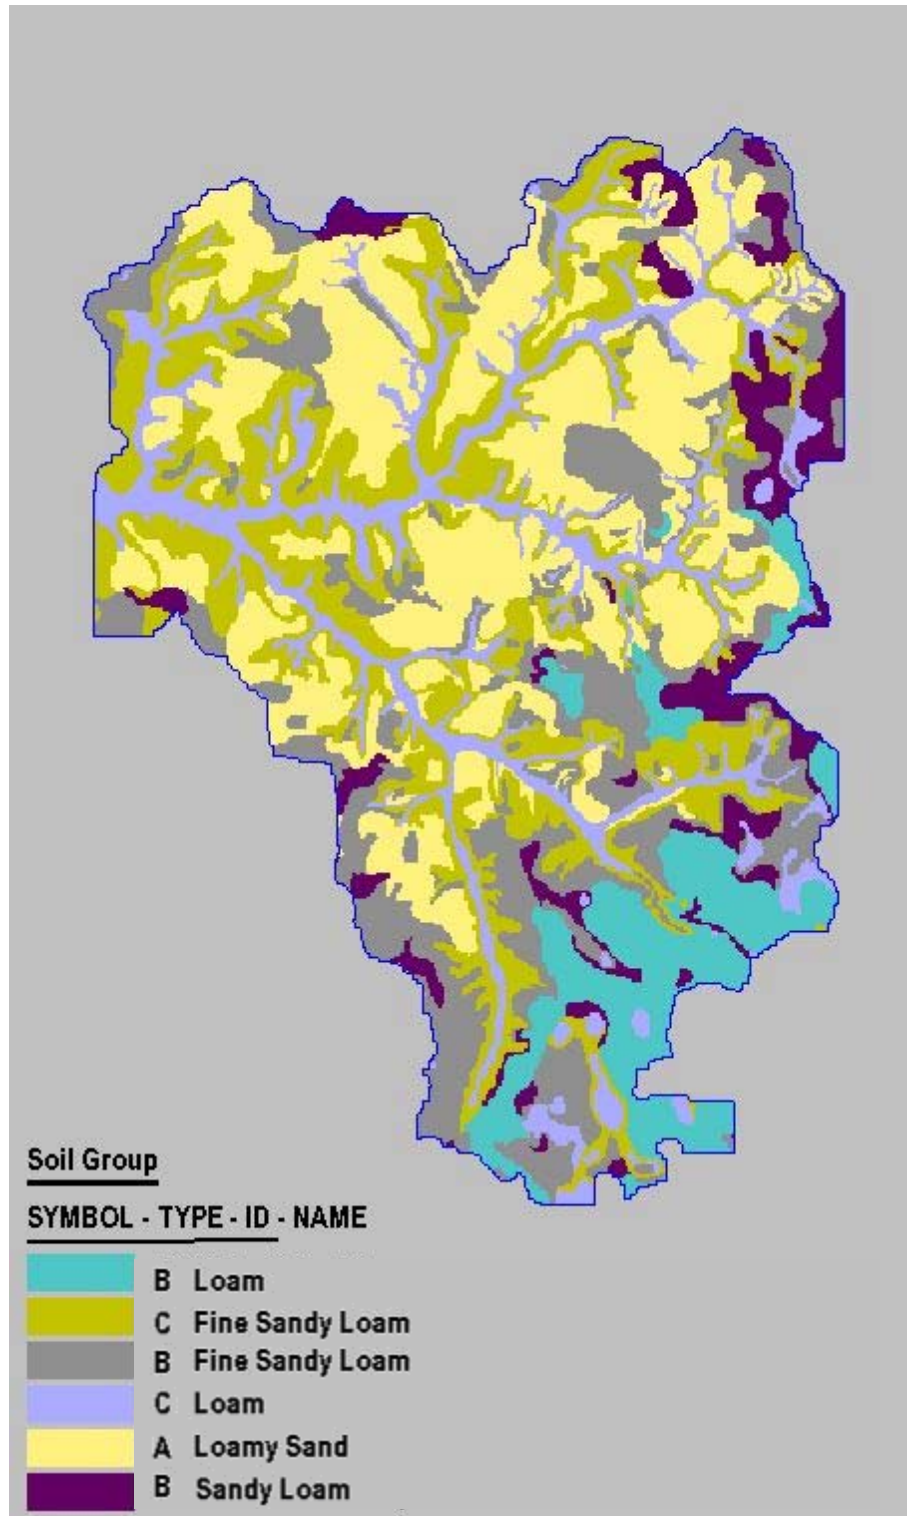 Soil Group
SYMBOL - TYPE - ID - NAME
B Loam
C Fine Sandy Loam
B Fine Sandy Loam
C Loam
A Loamy Sand
B Sandy Loam